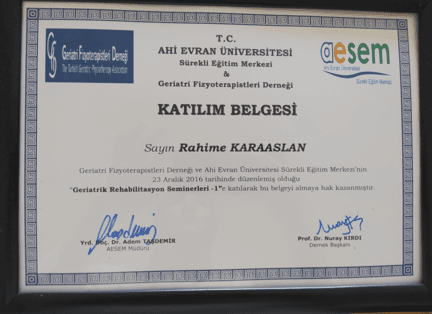 Geriatri Fizyoterapistleri Derneği
The Turkish Geriatric Physiotherapy Association
T.C.
AHİ EVRAN ÜNİVERSİTESİ
Sürekli Eğitim Merkezi
&
Geriatri Fizyoterapistleri Derneği
aesem
Ahi Evran Üniversitesi
Sürekli Eğitim Merkezi
KATILIM BELGESİ
Sayın Rahime KARAASLAN
Geriatri Fizyoterapistleri Derneği ve Ahi Evran Üniversitesi Sürekli Eğitim Merkezi'nin
23 Aralık 2016 tarihinde düzenlemiş olduğu
"Geriatrik Rehabilitasyon Seminerleri -1"e katılarak bu belgeyi almaya hak kazanmıştır.
Yrd. Doç. Dr. Adem TAŞDEMİR
AESEM Müdürü
Prof. Dr. Nuray KIRDI
Dernek Başkanı